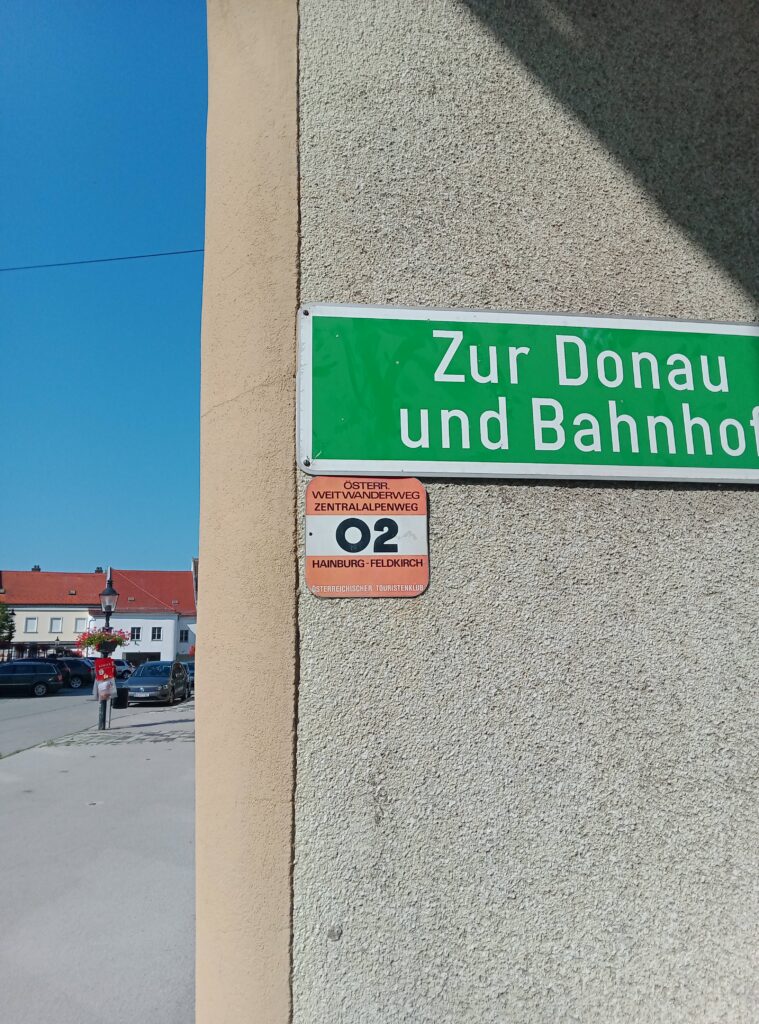 Zur Donau
und Bahnhof
ÖSTERR.
WEITWANDERWEG
ZENTRALALPENWEG
02
HAINBURG-FELDKIRCH
ÖSTERREICHISCHER TOURISTENKLUB